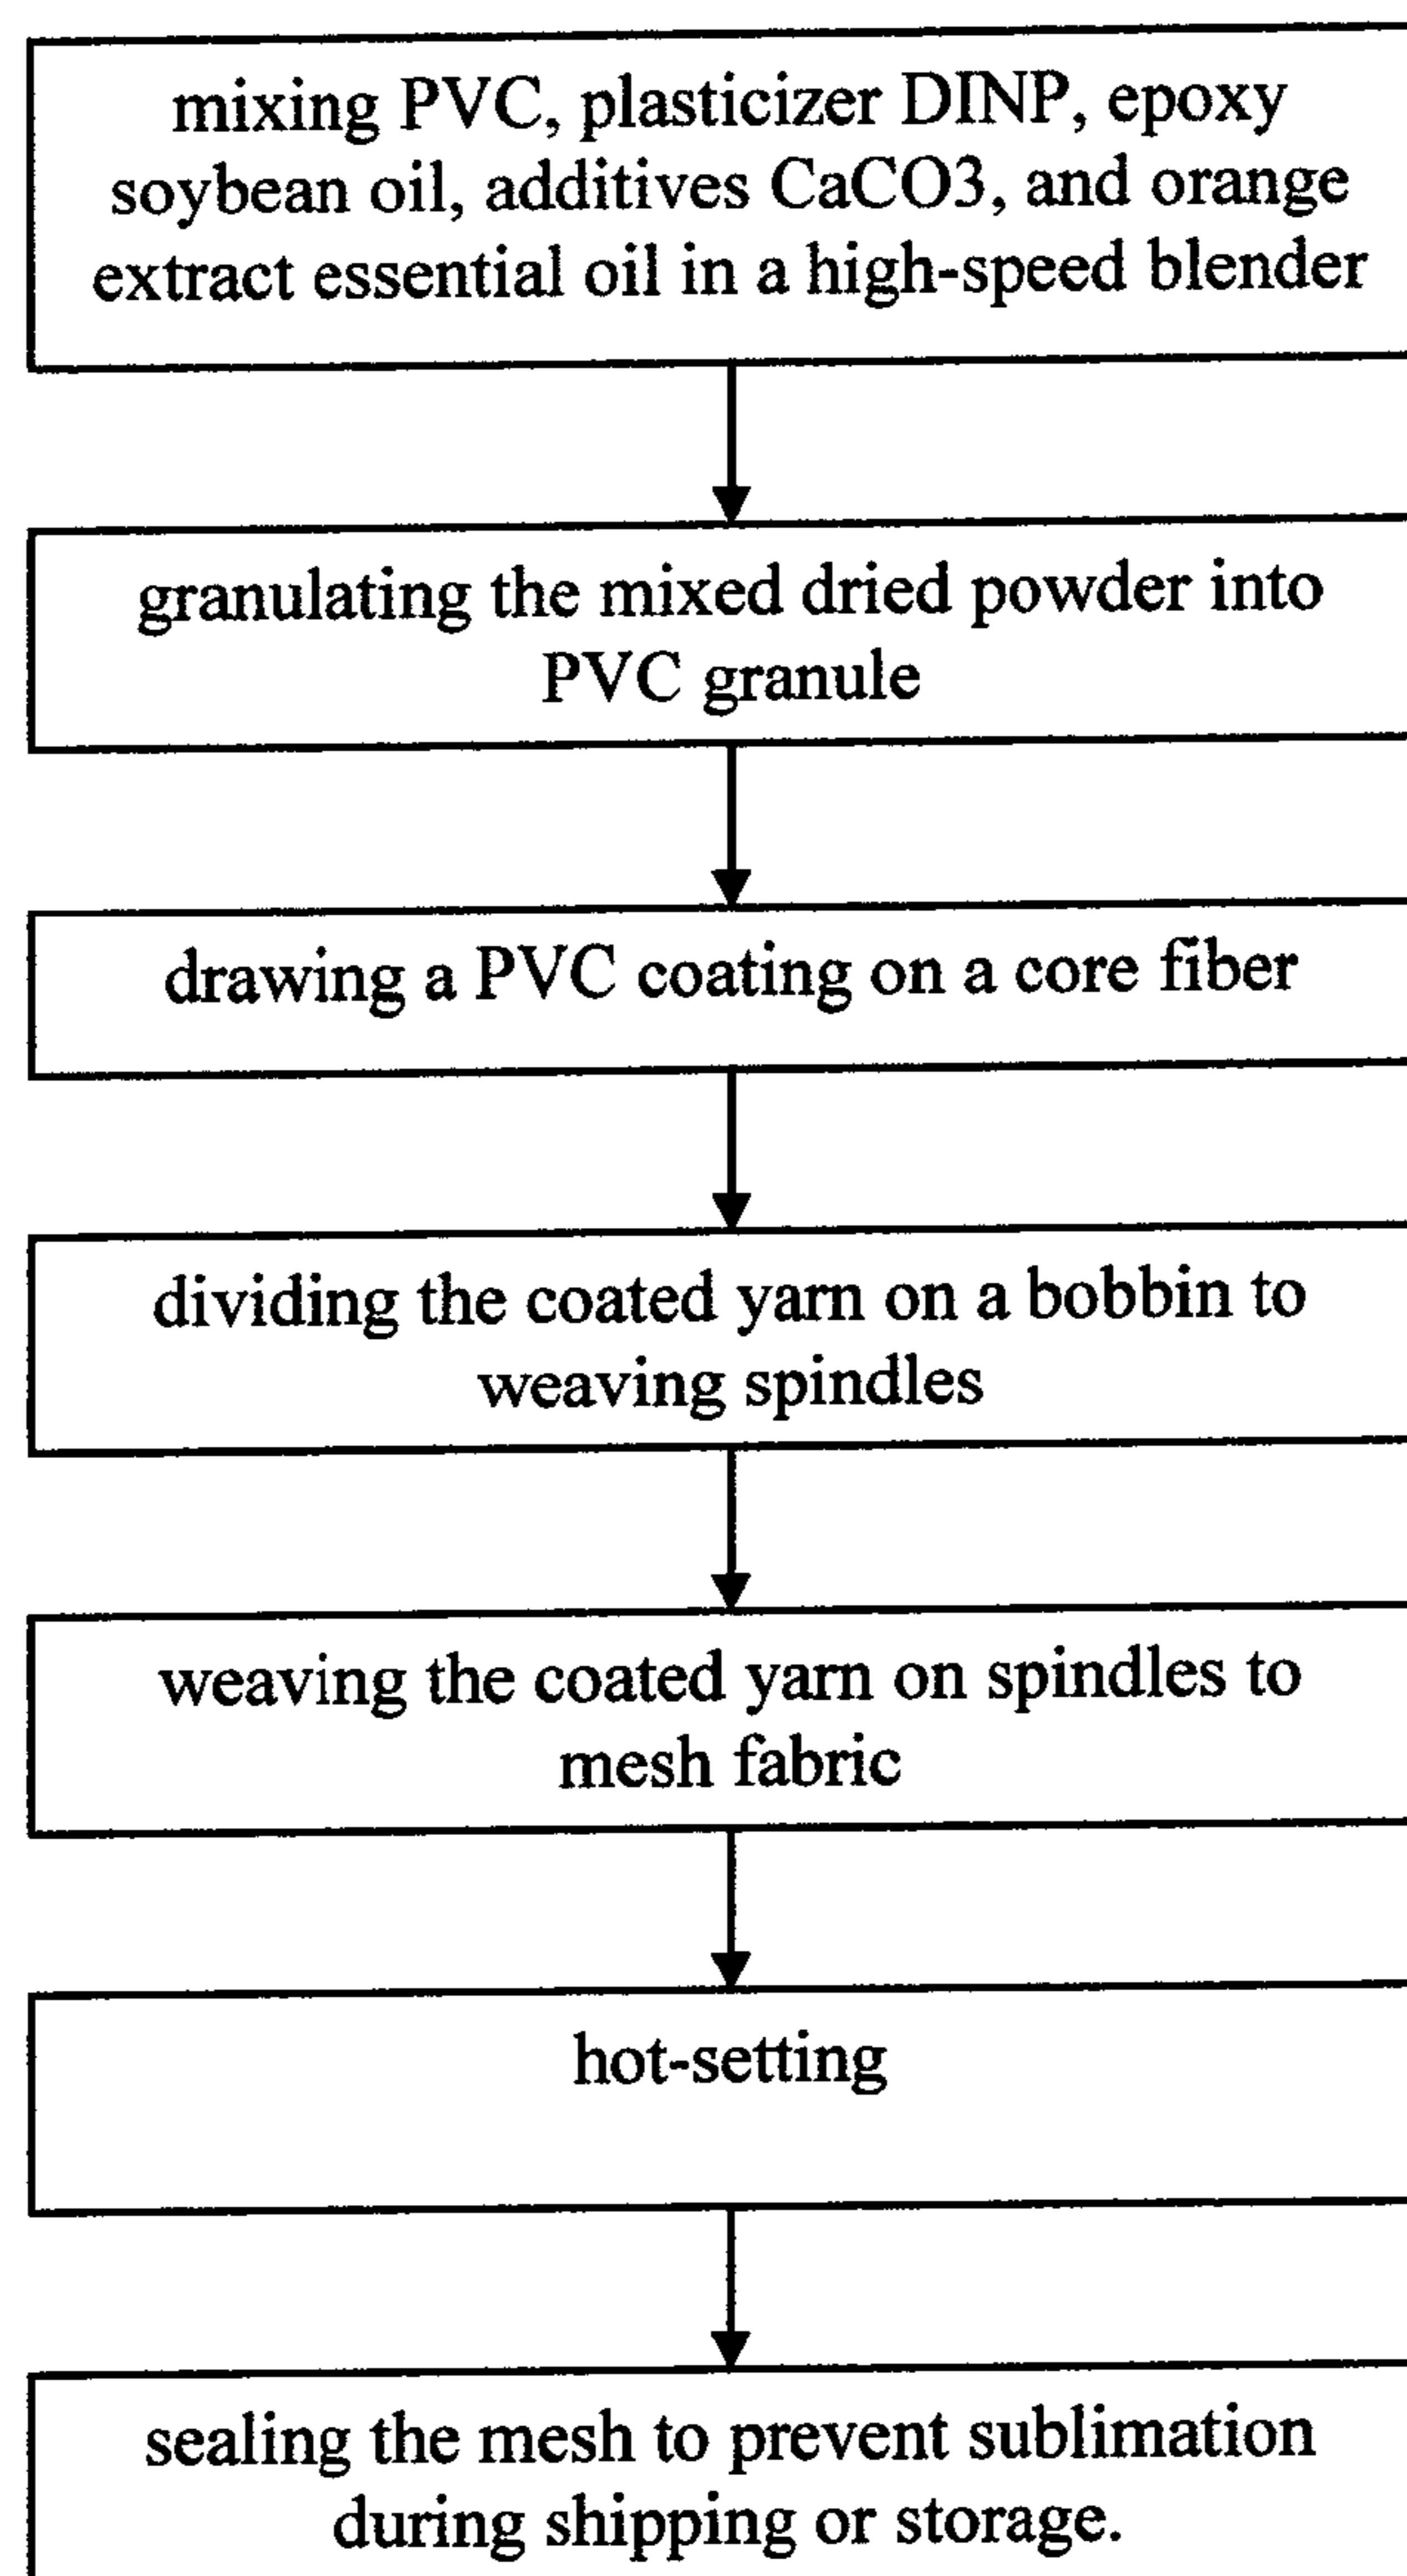 mixing PVC, plasticizer DINP, epoxy
soybean oil, additives CaCO3, and orange
extract essential oil in a high-speed blender
granulating the mixed dried powder into
PVC granule
drawing a PVC coating on a core fiber
dividing the coated yarn on a bobbin to
weaving spindles
weaving the coated yarn on spindles to
mesh fabric
hot-setting
sealing the mesh to prevent sublimation
during shipping or storage.